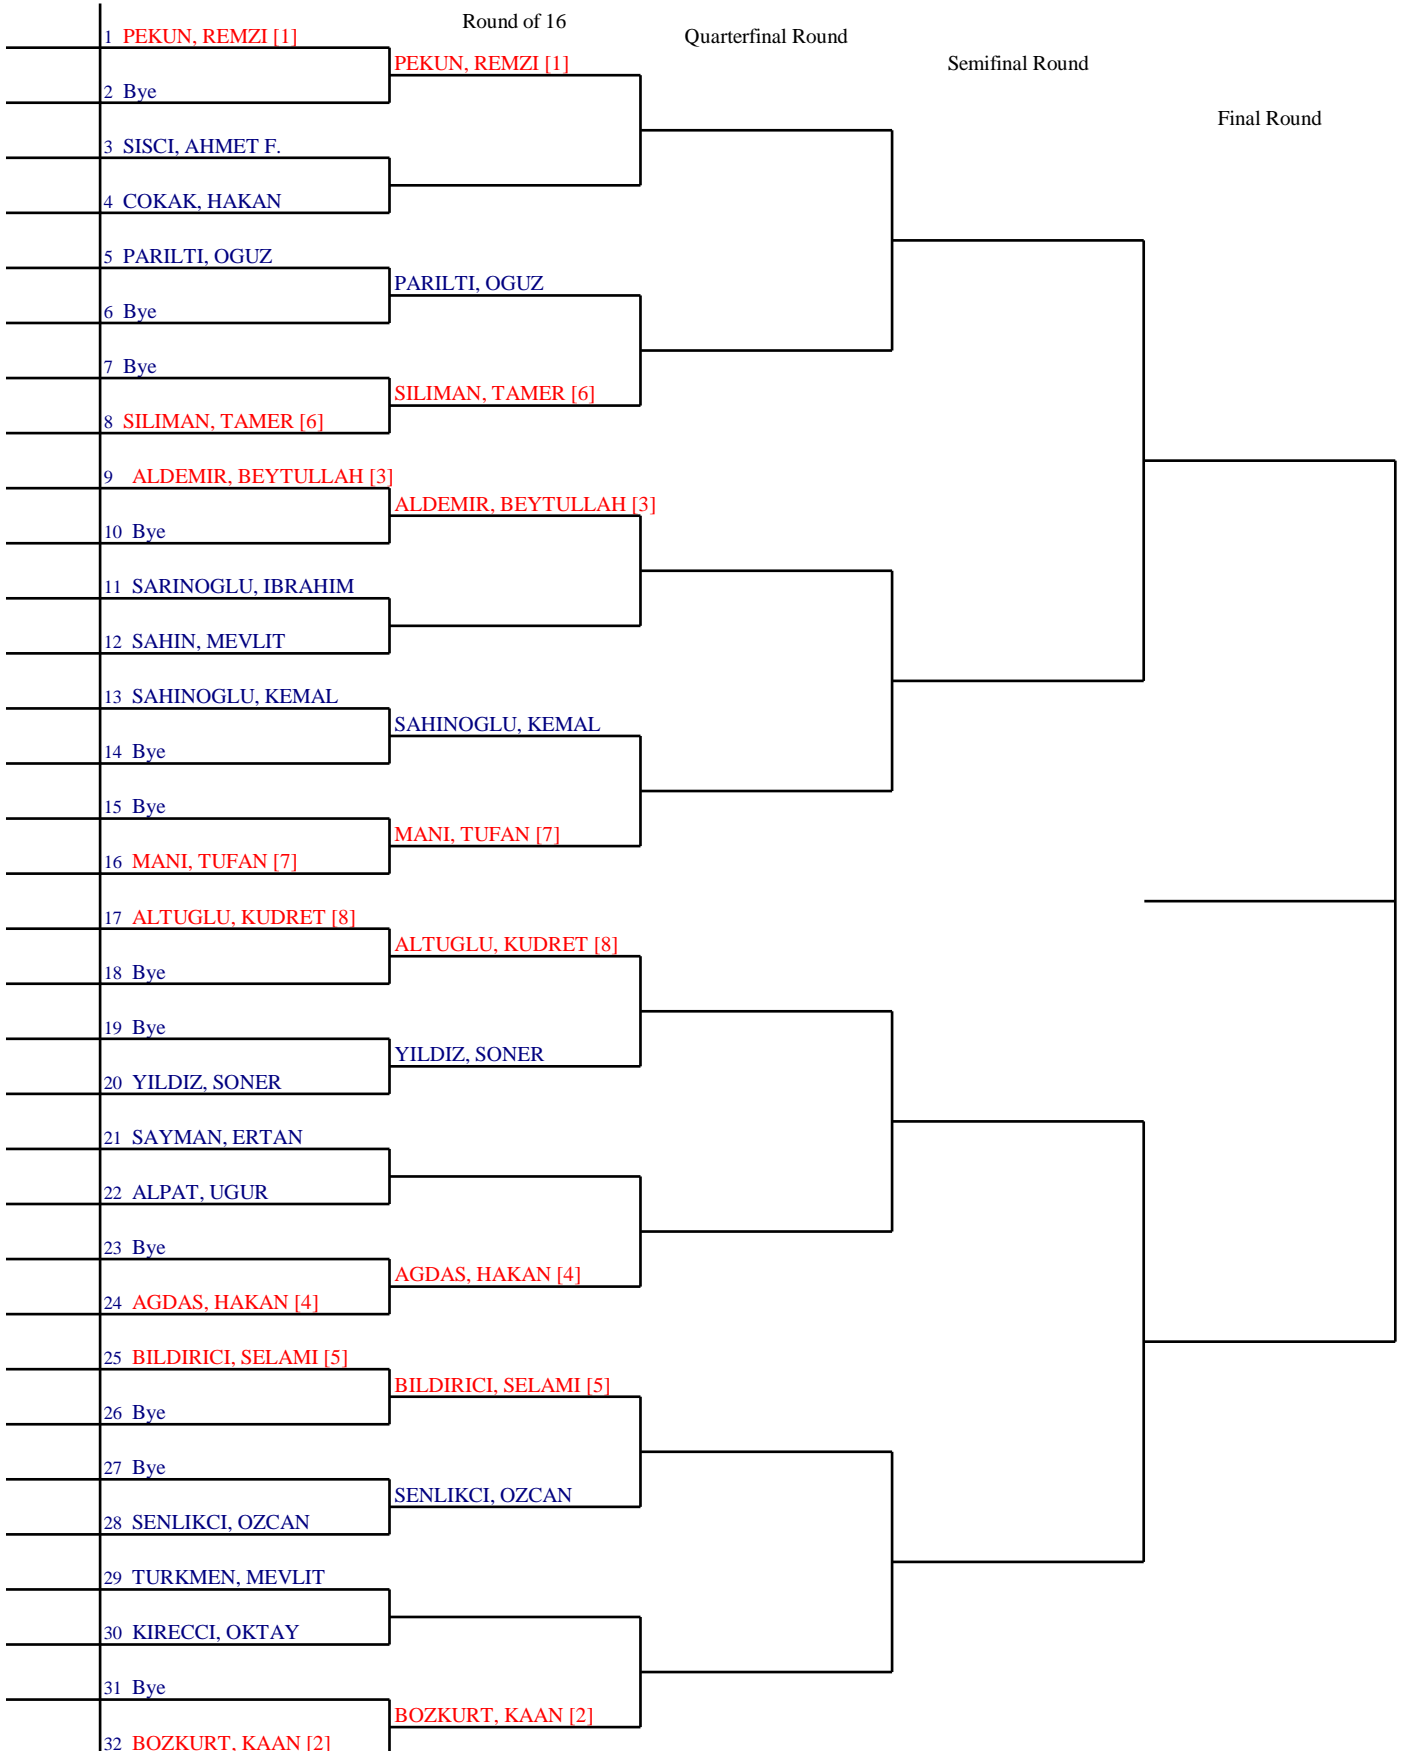 Round of 16
Quarterfinal Round
Semifinal Round
Final Round
1 PEKUN, REMZI [1]
PEKUN, REMZI [1]
2 Bye
3 SISCI, AHMET F.
4 COKAK, HAKAN
5 PARILTI, OGUZ
PARILTI, OGUZ
6 Bye
7 Bye
SILIMAN, TAMER [6]
8 SILIMAN, TAMER [6]
9 ALDEMIR, BEYTULLAH [3]
ALDEMIR, BEYTULLAH [3]
10 Bye
11 SARINOGLU, IBRAHIM
12 SAHIN, MEVLIT
13 SAHINOGLU, KEMAL
SAHINOGLU, KEMAL
14 Bye
15 Bye
MANI, TUFAN [7]
16 MANI, TUFAN [7]
17 ALTUGLU, KUDRET [8]
ALTUGLU, KUDRET [8]
18 Bye
19 Bye
YILDIZ, SONER
20 YILDIZ, SONER
21 SAYMAN, ERTAN
22 ALPAT, UGUR
23 Bye
AGDAS, HAKAN [4]
24 AGDAS, HAKAN [4]
25 BILDIRICI, SELAMI [5]
BILDIRICI, SELAMI [5]
26 Bye
27 Bye
SENLIKCI, OZCAN
28 SENLIKCI, OZCAN
29 TURKMEN, MEVLIT
30 KIRECCI, OKTAY
31 Bye
BOZKURT, KAAN [2]
32 BOZKURT, KAAN [2]